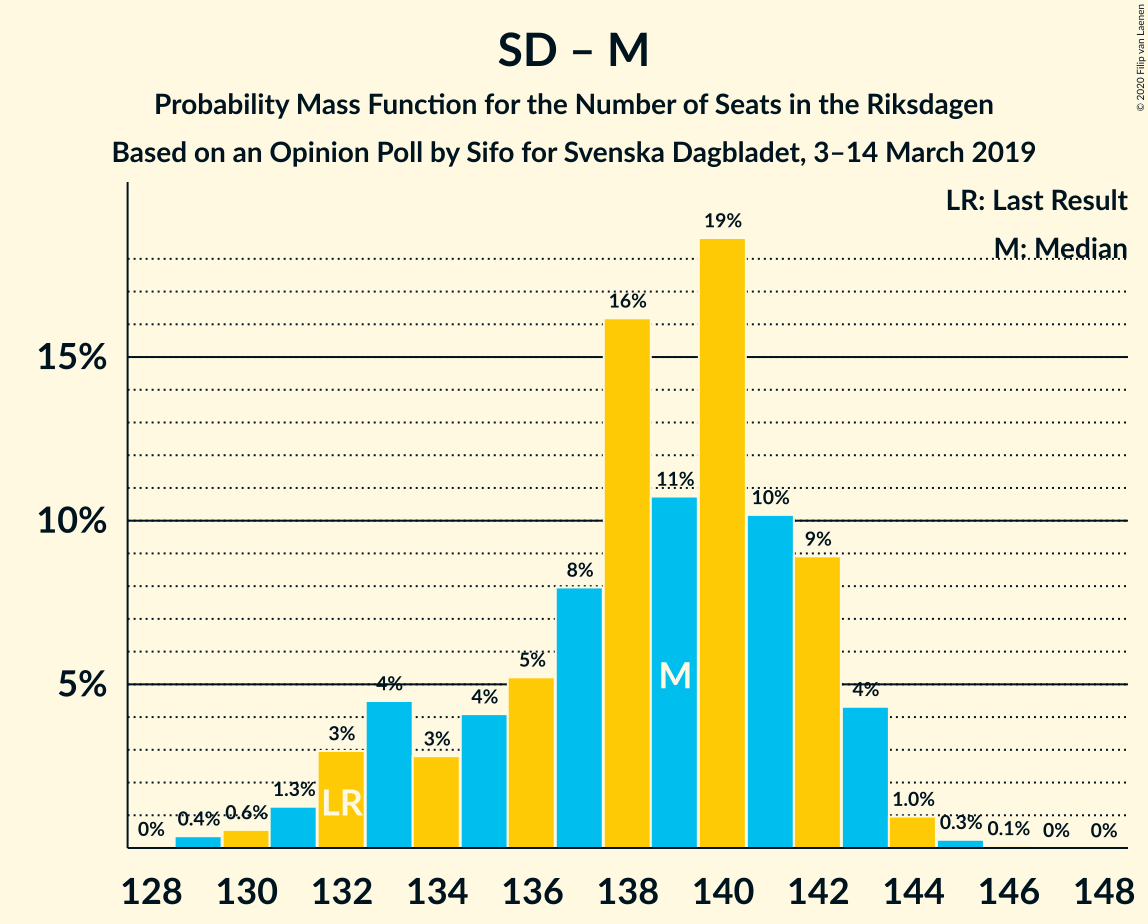 SD – M
Probability Mass Function for the Number of Seats in the Riksdagen
Based on an Opinion Poll by Sifo for Svenska Dagbladet, 3–14 March 2019
© 2020 Filip van Laenen
LR: Last Result
M: Median
15%
10%
5%
0%
0.4%
0.6%
1.3%
3%
4%
3%
4%
5%
8%
16%
11%
19%
10%
9%
4%
1.0%
0.3%
0.1%
0%
0%
LR
M
128 130 132 134 136 138 140 142 144 146 148